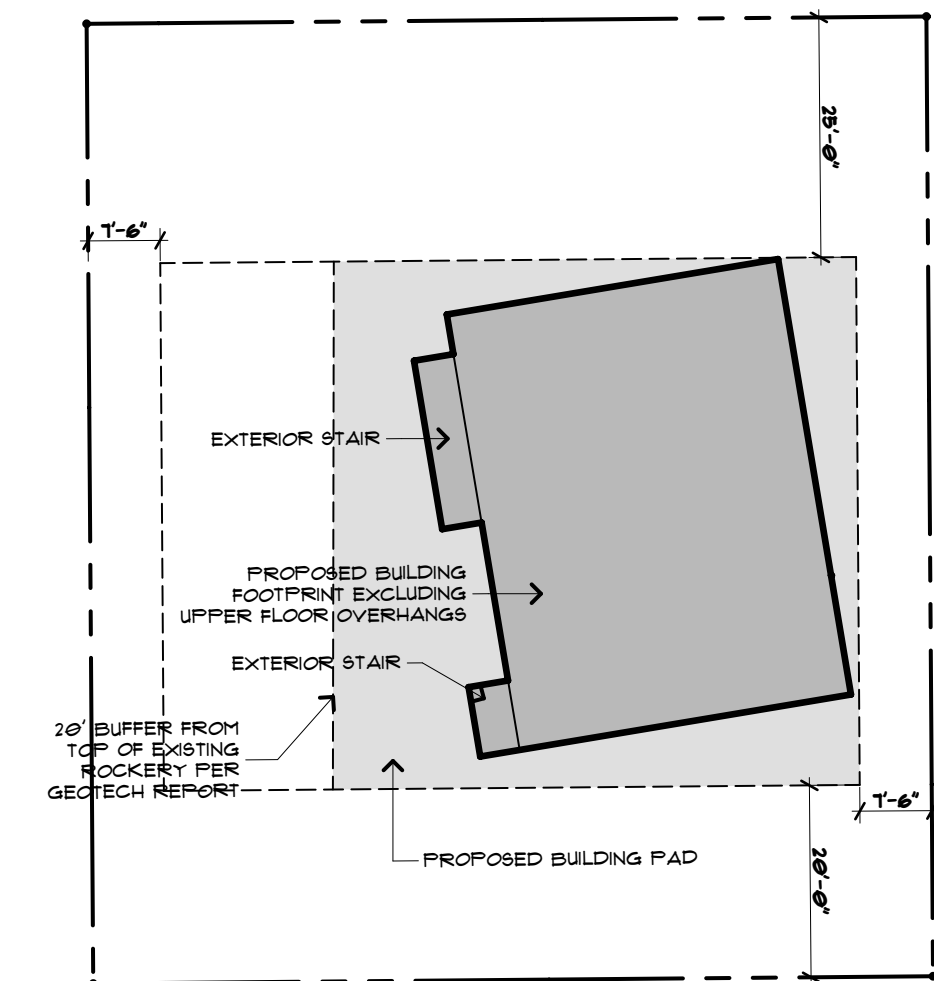 25'-0"
7'-6"
EXTERIOR STAIR
PROPOSED BUILDING
FOOTPRINT EXCLUDING
UPPER FLOOR OVERHANGS
EXTERIOR STAIR
20' BUFFER FROM
TOP OF EXISTING
ROCKERY PER
GEOTECH REPORT
7'-6"
PROPOSED BUILDING PAD
20'-0"